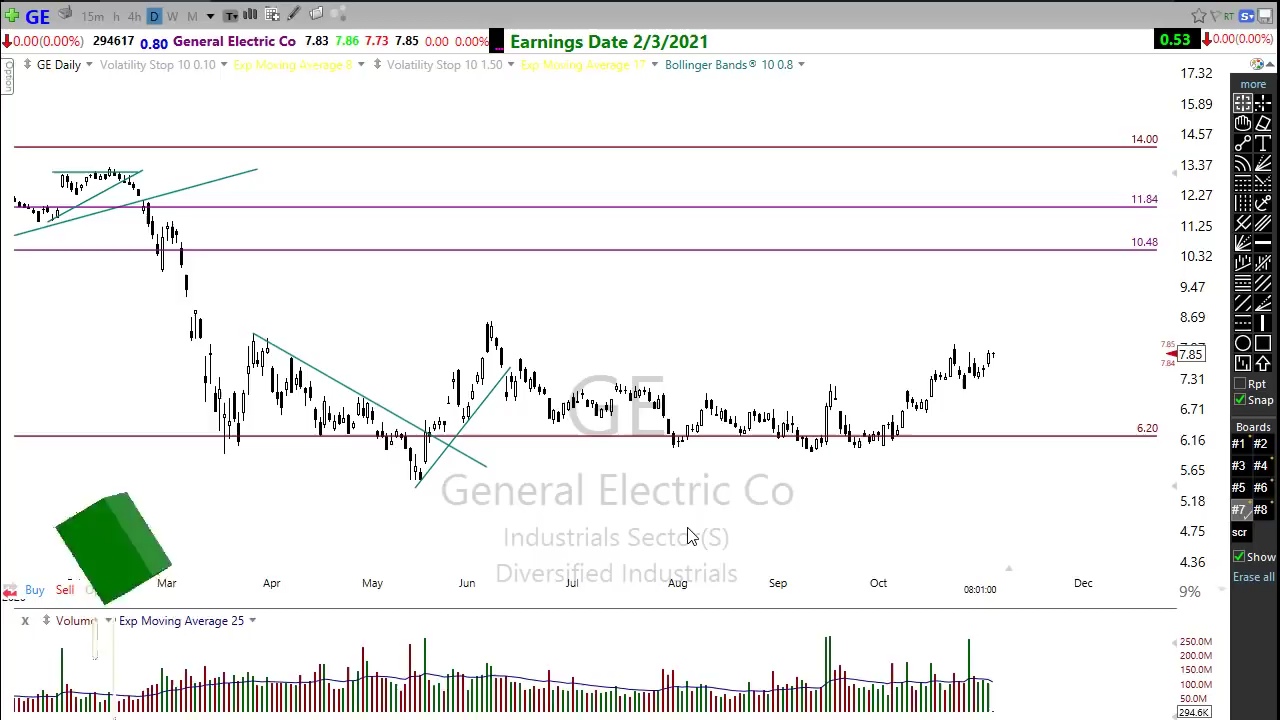 GE 15m h 4h D W M T RT S
0.00(0.00%) 294617 0.80 General Electric Co 7.83 7.86 7.73 7.85 0.00 0.00% Earnings Date 2/3/2021 0.53 0.00(0.00%)
GE Daily Volatility Stop 10 0.10 Exp Moving Average 8 Volatility Stop 10 1.50 Exp Moving Average 17 Bollinger Bands® 10 0.8
Option
17.32
more
15.89
14.57
14.00
13.37
12.27
11.84
11.25
10.48
10.32
9.47
8.69
7.85
7.85
7.84
7.31
Rpt
Snap
6.71
GE
6.20
Boards
6.16
#1 #2
5.65
#3 #4
General Electric Co
#5 #6
5.18
#7 #8
4.75
scr
Industrials Sector(S)
Show
4.36
Diversified Industrials
Erase all
Mar Apr May Jun Jul Aug Sep Oct Dec
Buy Sell
08:01:00
9%
x Volume Exp Moving Average 25
250.0M
200.0M
150.0M
100.0M
50.0M
294.6K